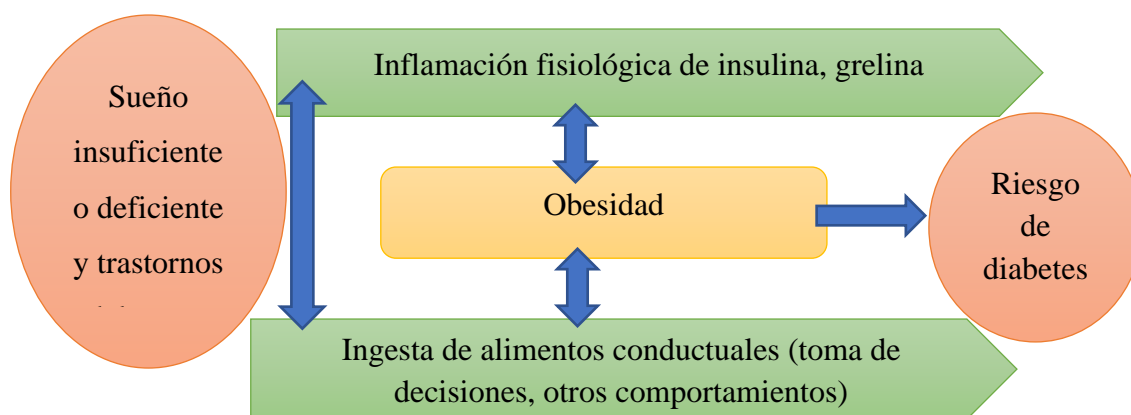 Inflamación fisiológica de insulina, grelina
Sueño
insuficiente
o deficiente
y trastornos
Obesidad
Riesgo
de
diabetes
Ingesta de alimentos conductuales (toma de
decisiones, otros comportamientos)